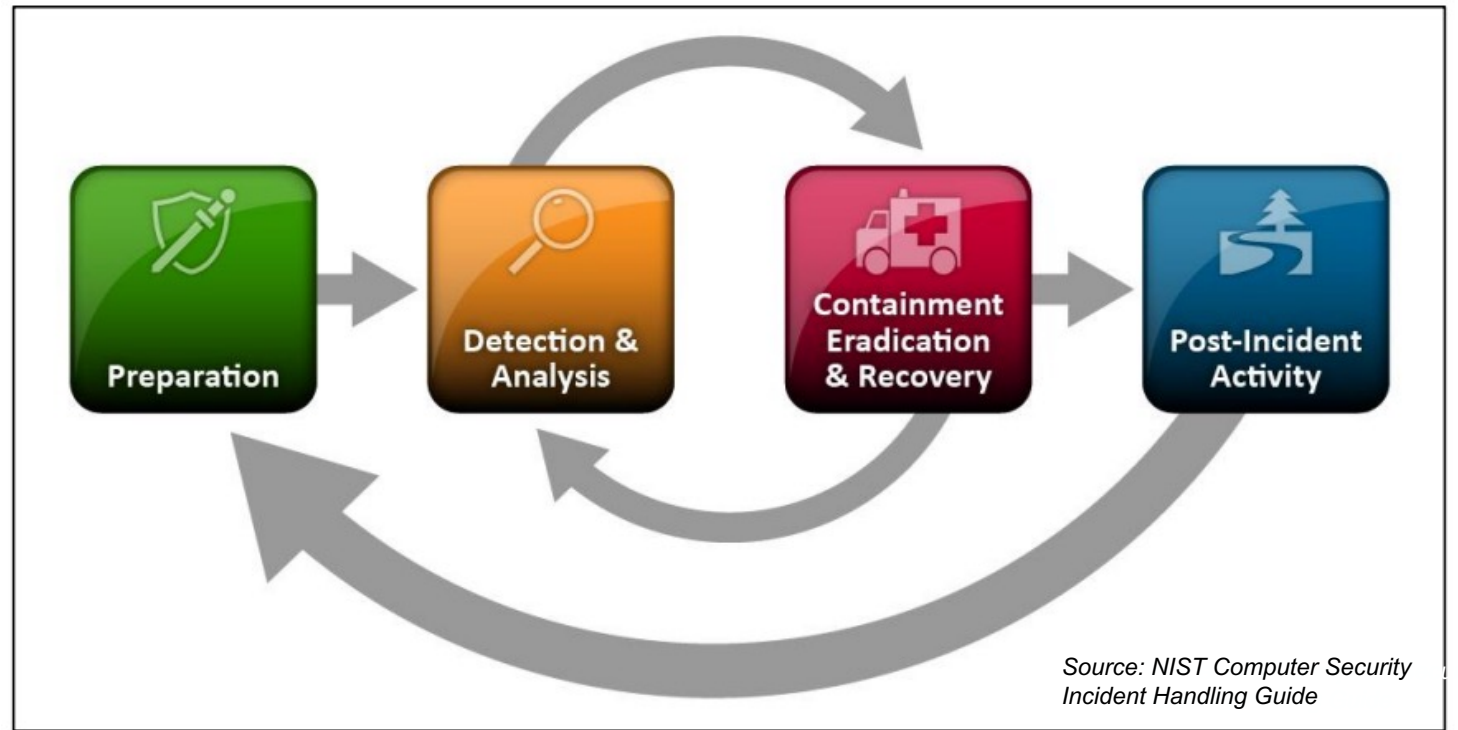 Preparation
Detection &
Analysis
Containment
Eradication
& Recovery
Post-Incident
Activity
Source: NIST Computer Security
Incident Handling Guide